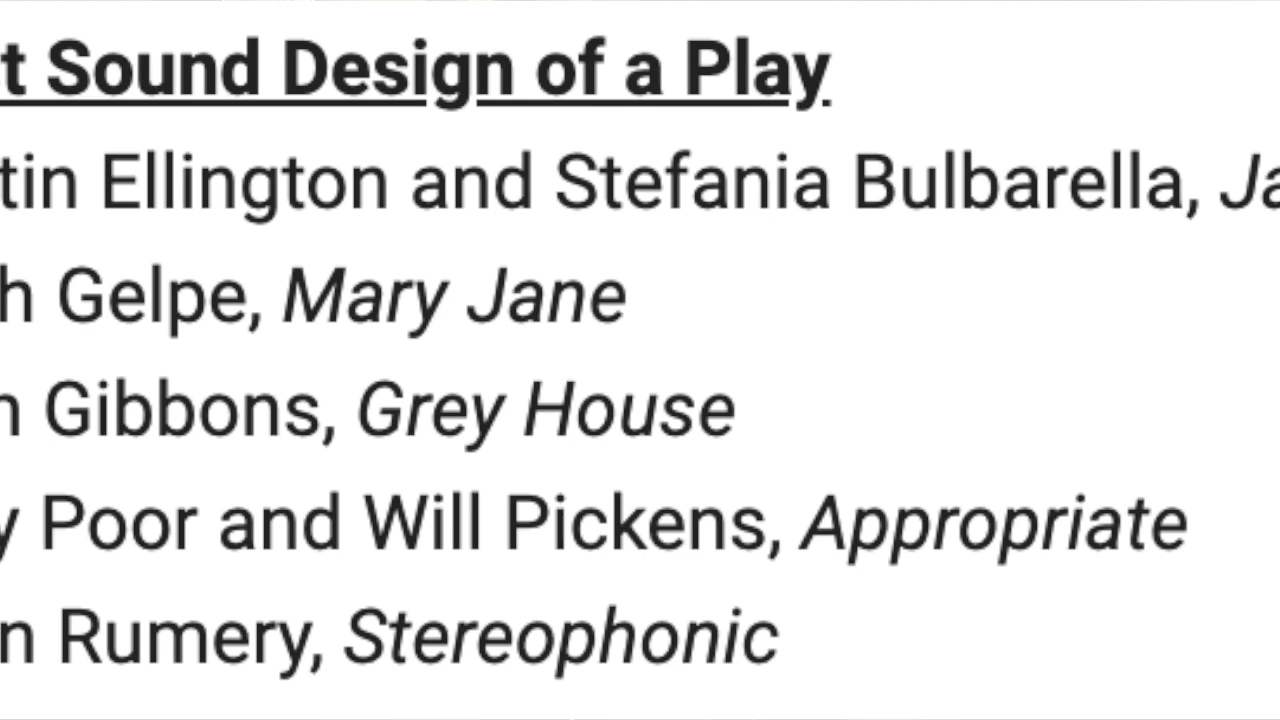 t Sound Design of a Play
tin Ellington and Stefania Bulbarella, Ja
h Gelpe, Mary Jane
n Gibbons, Grey House
y Poor and Will Pickens, Appropriate
n Rumery, Stereophonic